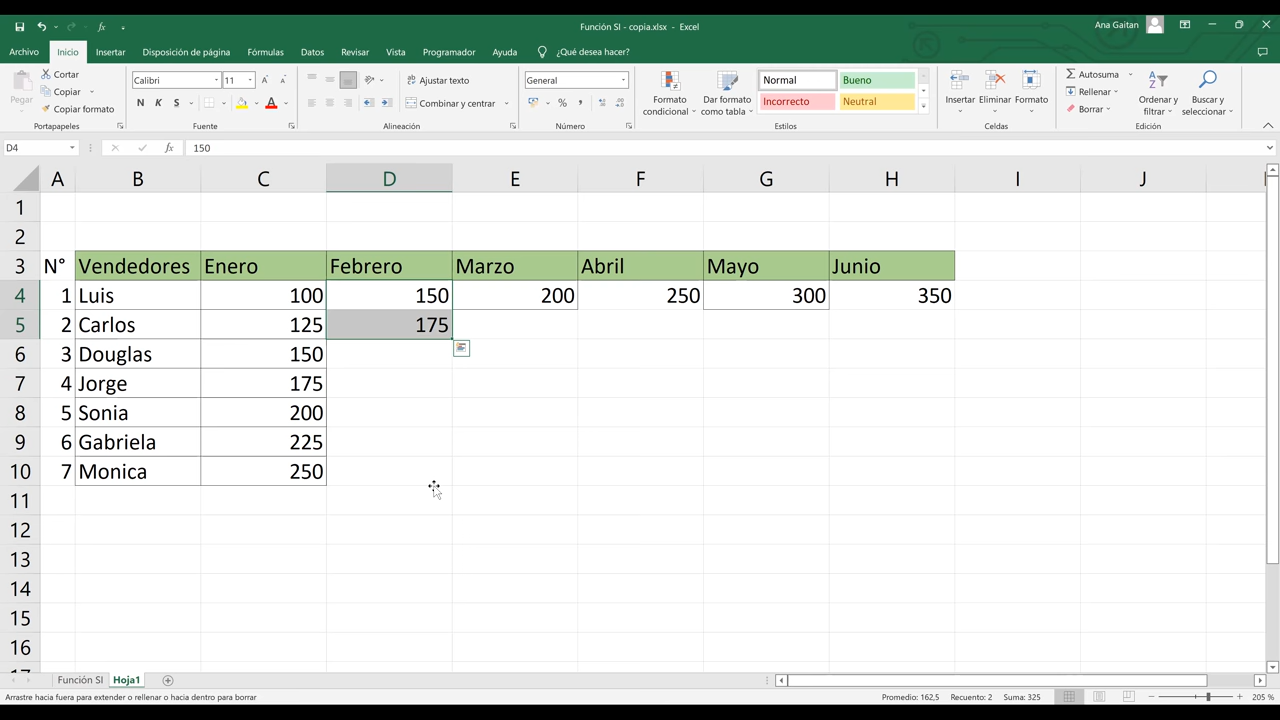 Función SI - copia.xlsx - Excel
Ana Gaitan
Archivo Inicio Insertar Disposición de página Fórmulas Datos Revisar Vista Programador Ayuda ¿Qué desea hacer?
Pegar
Cortar
Copiar
Copiar formato
Portapapeles
Calibri 11
N K S
Fuente
Ajustar texto
Combinar y centrar
Alineación
General
% 
Número
Formato condicional
Dar formato como tabla
Normal Bueno
Incorrecto Neutral
Estilos
Insertar Eliminar Formato
Celdas
Autosuma
Rellenar
Borrar
Ordenar y filtrar
Buscar y seleccionar
Edición
D4 fx 150
A B C D E F G H I J
1
2
3 N° Vendedores Enero Febrero Marzo Abril Mayo Junio
4 1 Luis 100 150 200 250 300 350
5 2 Carlos 125 175
6 3 Douglas 150
7 4 Jorge 175
8 5 Sonia 200
9 6 Gabriela 225
10 7 Monica 250
11
12
13
14
15
16
17
Función SI Hoja1
Arrastre hacia fuera para extender o rellenar o hacia dentro para borrar Promedio: 162,5 Recuento: 2 Suma: 325 205 %